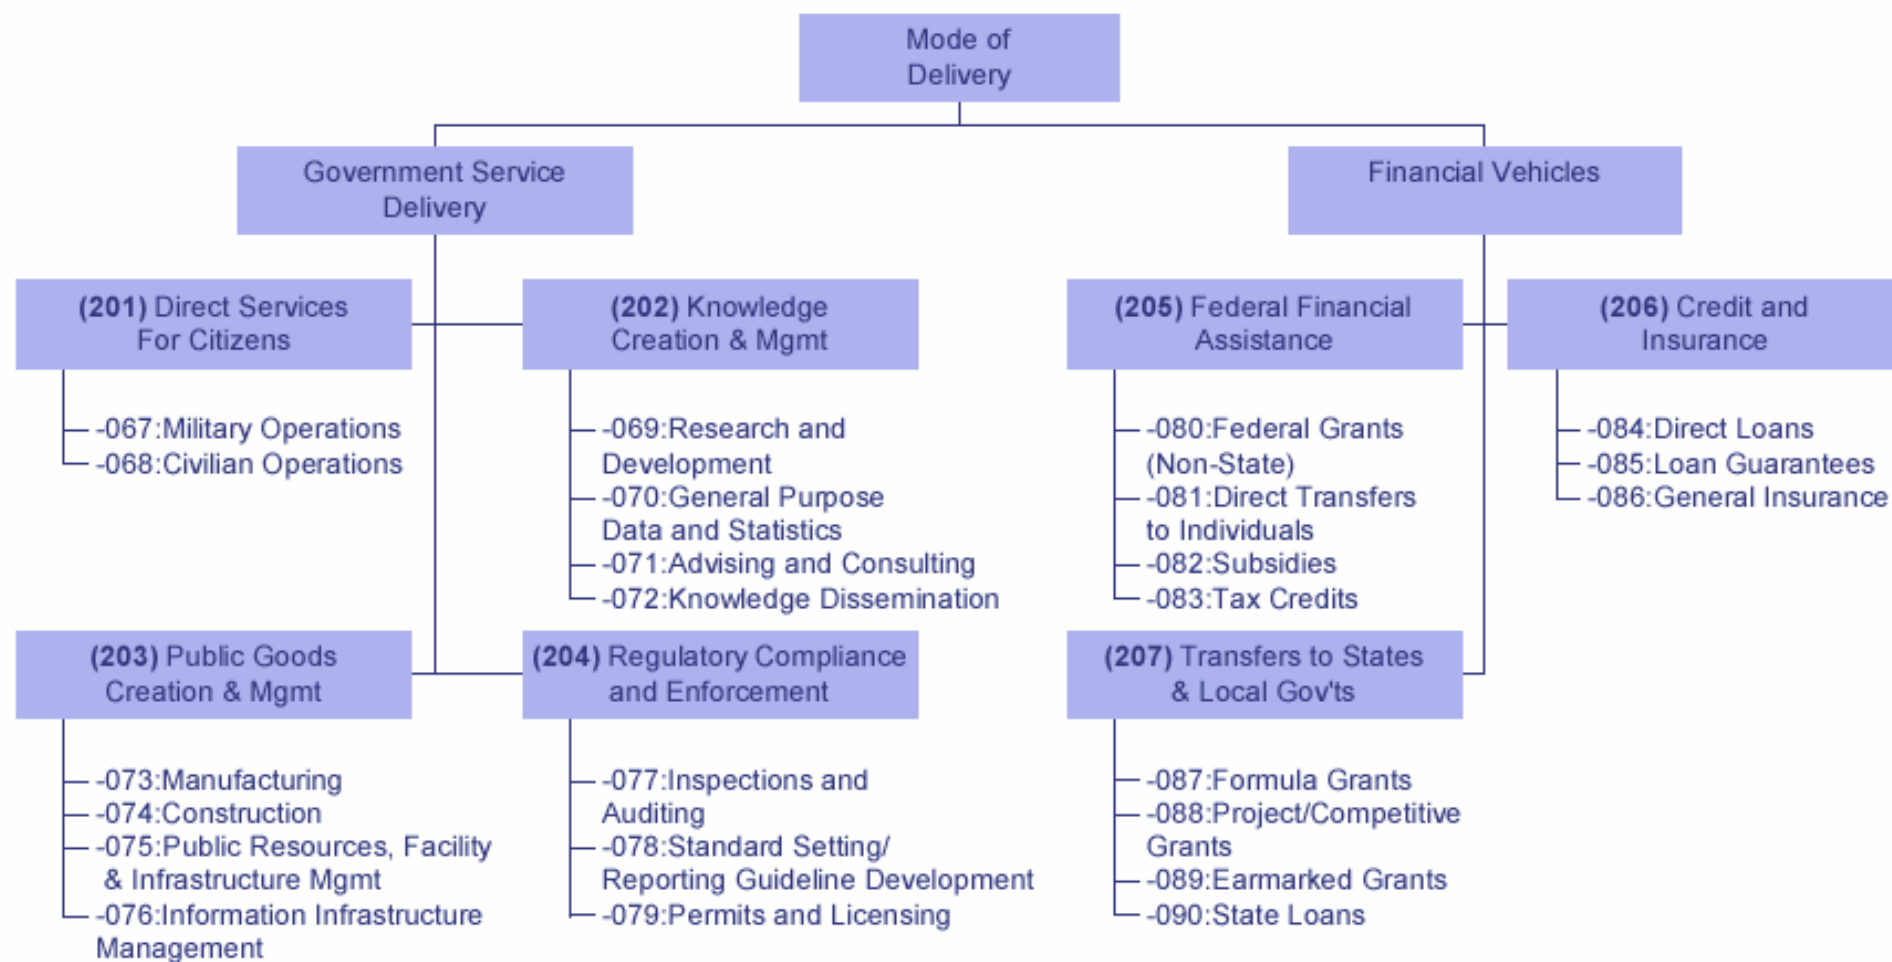 Mode of
Delivery
Government Service
Delivery
Financial Vehicles
(201) Direct Services
For Citizens
-067:Military Operations
-068:Civilian Operations
(202) Knowledge
Creation & Mgmt
-069:Research and
Development
-070:General Purpose
Data and Statistics
-071:Advising and Consulting
-072:Knowledge Dissemination
(203) Public Goods
Creation & Mgmt
-073:Manufacturing
-074:Construction
-075:Public Resources, Facility
& Infrastructure Mgmt
-076:Information Infrastructure
Management
(204) Regulatory Compliance
and Enforcement
-077:Inspections and
Auditing
-078:Standard Setting/
Reporting Guideline Development
-079:Permits and Licensing
(205) Federal Financial
Assistance
-080:Federal Grants
(Non-State)
-081:Direct Transfers
to Individuals
-082:Subsidies
-083:Tax Credits
(206) Credit and
Insurance
-084:Direct Loans
-085:Loan Guarantees
-086:General Insurance
(207) Transfers to States
& Local Gov'ts
-087:Formula Grants
-088:Project/Competitive
Grants
-089:Earmarked Grants
-090:State Loans